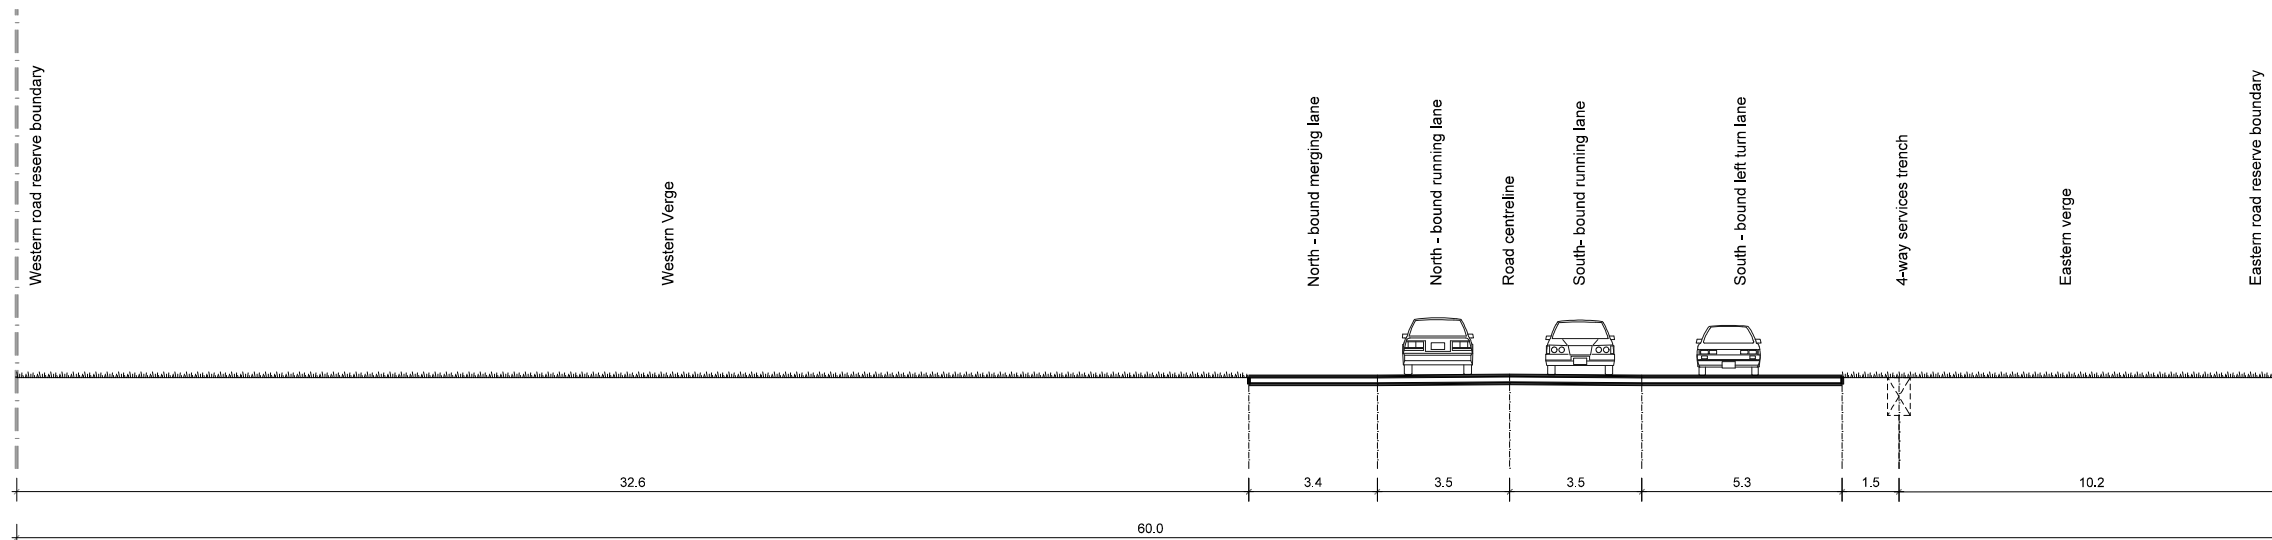 Western road reserve boundary
Western Verge
North - bound merging lane
North - bound running lane
Road centreline
South- bound running lane
South - bound left turn lane
4-way services trench
Eastern verge
Eastern road reserve boundary
32.6
3.4
3.5
3.5
5.3
1.5
10.2
60.0